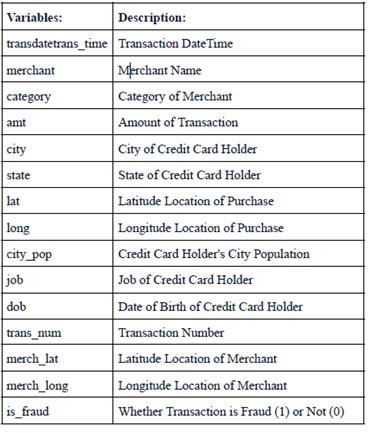 Variables: Description:
transdatetrans_time Transaction DateTime
merchant Merchant Name
category Category of Merchant
amt Amount of Transaction
city City of Credit Card Holder
state State of Credit Card Holder
lat Latitude Location of Purchase
long Longitude Location of Purchase
city_pop Credit Card Holder's City Population
job Job of Credit Card Holder
dob Date of Birth of Credit Card Holder
trans_num Transaction Number
merch_lat Latitude Location of Merchant
merch_long Longitude Location of Merchant
is_fraud Whether Transaction is Fraud (1) or Not (0)